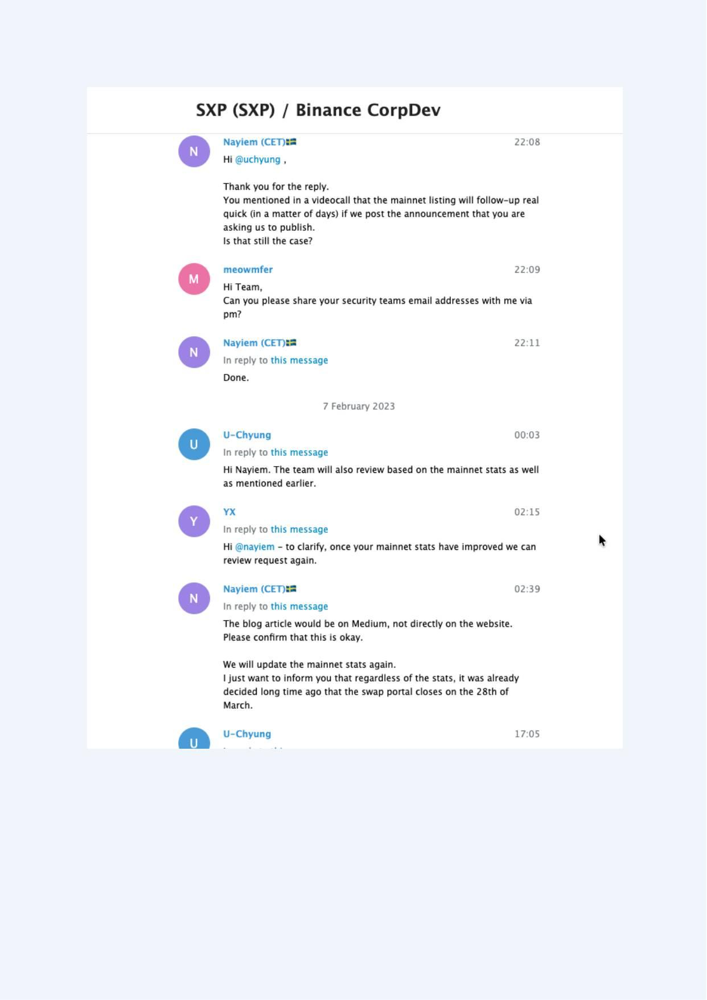 SXP (SXP) / Binance CorpDev
N
Nayiem (CET)🇸🇪 22:08
Hi @uchyung ,
Thank you for the reply.
You mentioned in a videocall that the mainnet listing will follow-up real
quick (in a matter of days) if we post the announcement that you are
asking us to publish.
Is that still the case?
M
meowmfer 22:09
Hi Team,
Can you please share your security teams email addresses with me via
pm?
N
Nayiem (CET)🇸🇪 22:11
In reply to this message
Done.
7 February 2023
U
U-Chyung 00:03
In reply to this message
Hi Nayiem. The team will also review based on the mainnet stats as well
as mentioned earlier.
Y
YX 02:15
In reply to this message
Hi @nayiem – to clarify, once your mainnet stats have improved we can
review request again.
N
Nayiem (CET)🇸🇪 02:39
In reply to this message
The blog article would be on Medium, not directly on the website.
Please confirm that this is okay.
We will update the mainnet stats again.
I just want to inform you that regardless of the stats, it was already
decided long time ago that the swap portal closes on the 28th of
March.
U
U-Chyung 17:05